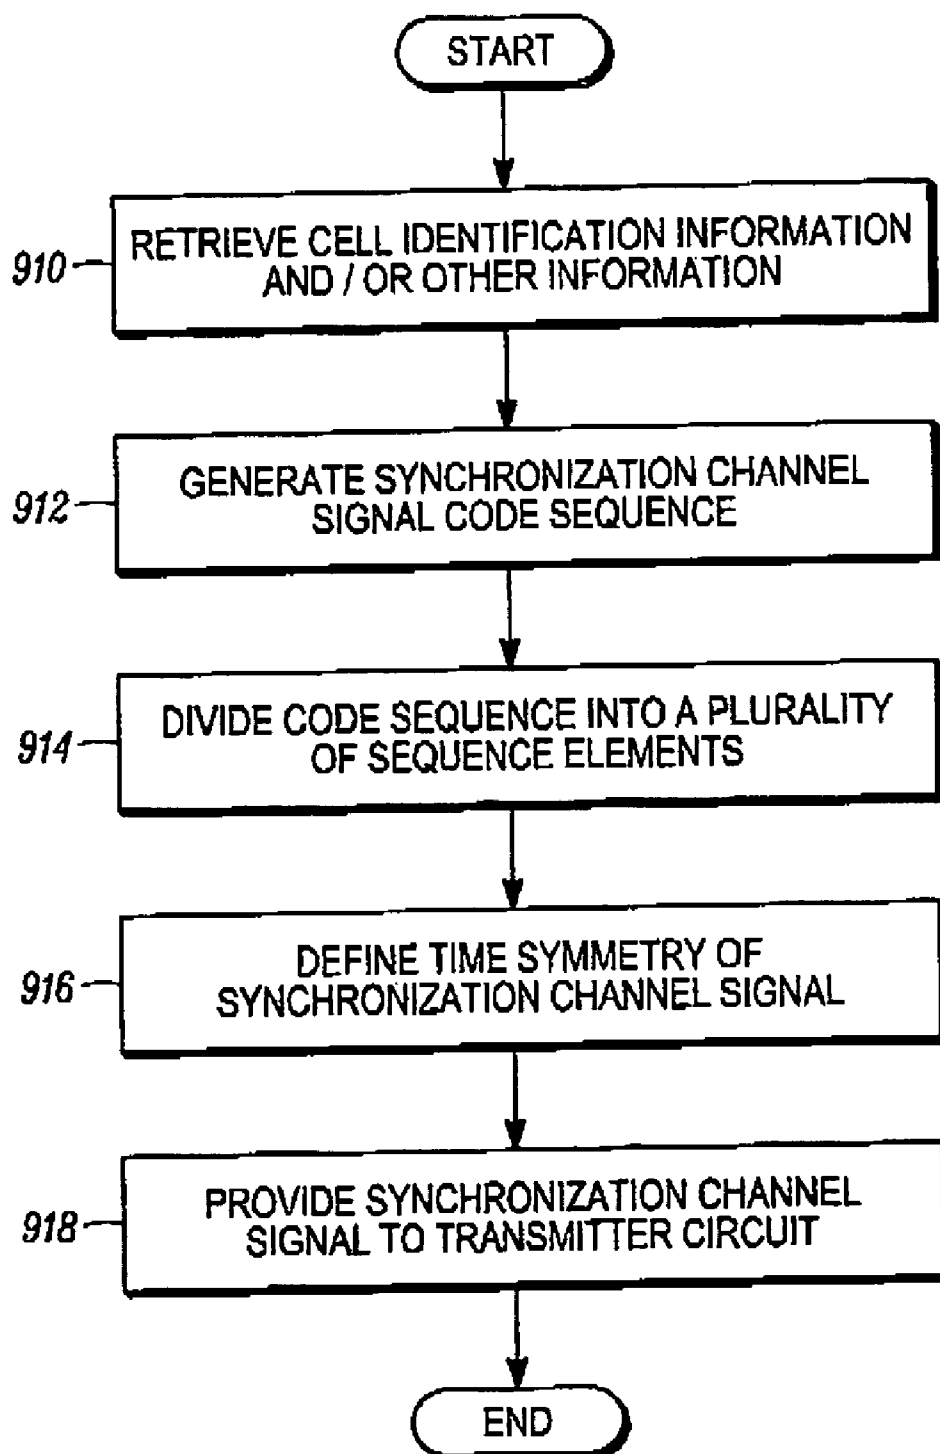 START
910
RETRIEVE CELL IDENTIFICATION INFORMATION
AND / OR OTHER INFORMATION
912
GENERATE SYNCHRONIZATION CHANNEL
SIGNAL CODE SEQUENCE
914
DIVIDE CODE SEQUENCE INTO A PLURALITY
OF SEQUENCE ELEMENTS
916
DEFINE TIME SYMMETRY OF
SYNCHRONIZATION CHANNEL SIGNAL
918
PROVIDE SYNCHRONIZATION CHANNEL
SIGNAL TO TRANSMITTER CIRCUIT
END